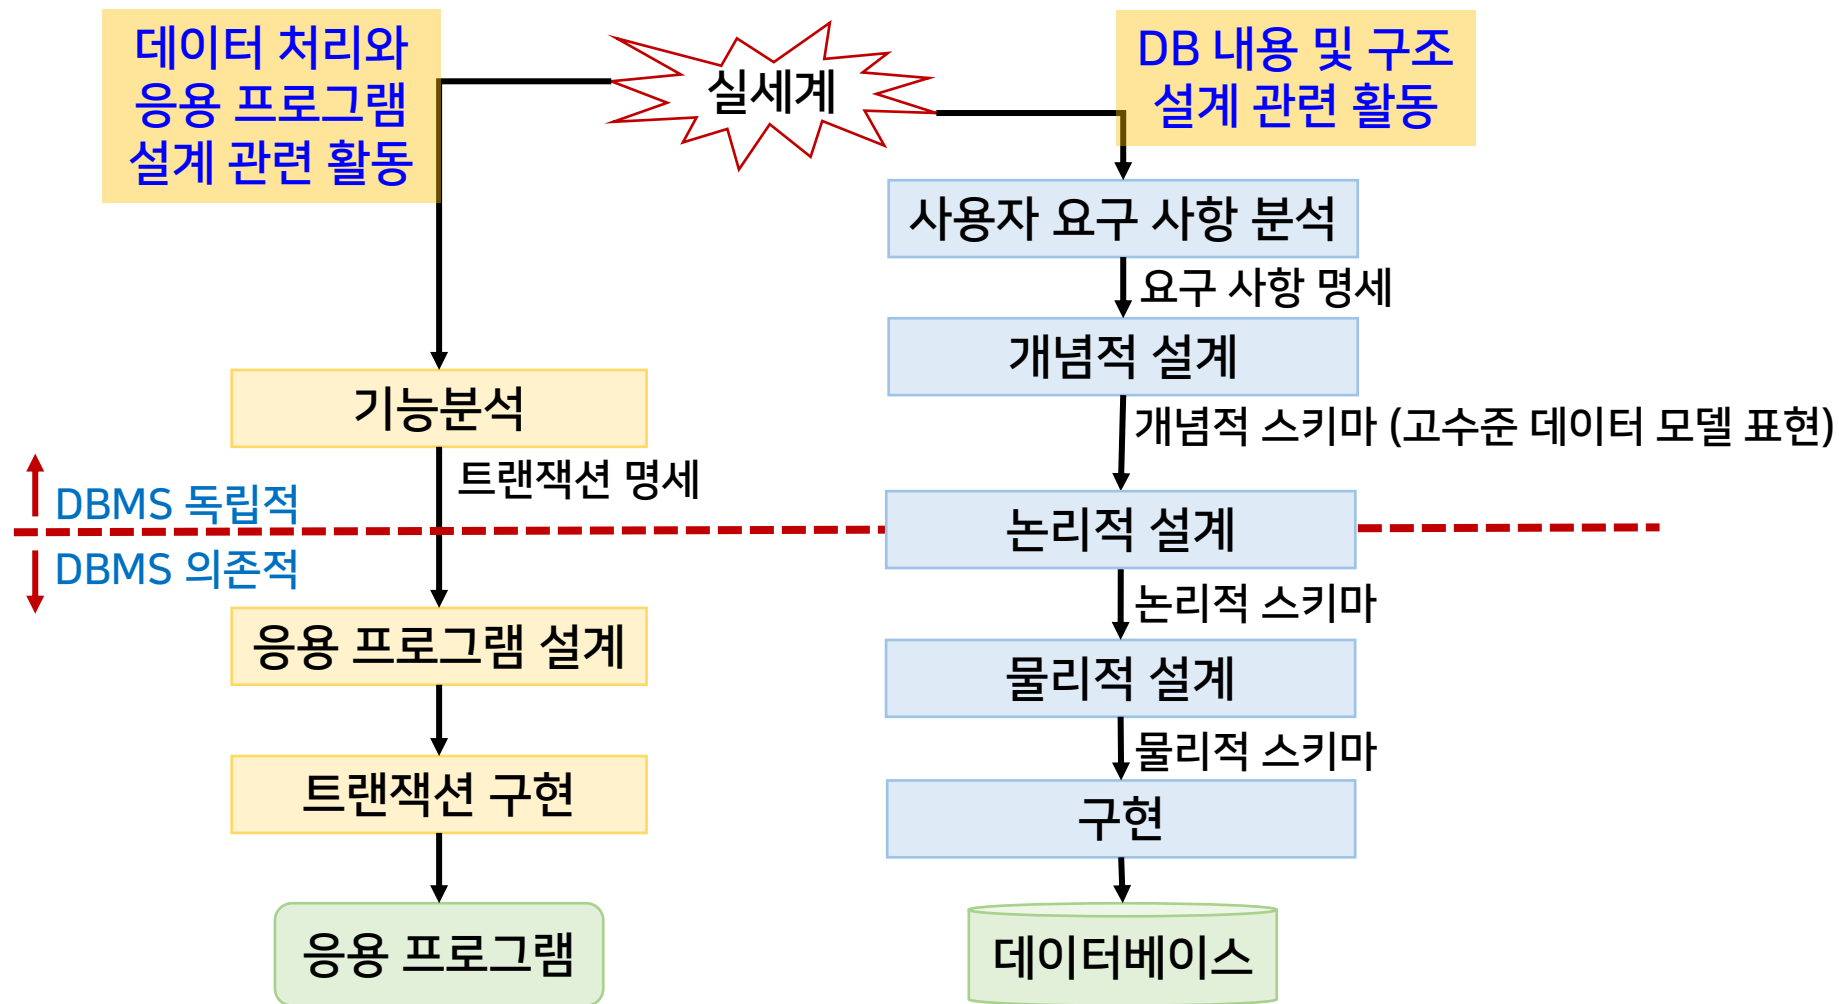 데이터 처리와
응용 프로그램
설계 관련 활동
실세계
DB 내용 및 구조
설계 관련 활동
사용자 요구 사항 분석
요구 사항 명세
개념적 설계
개념적 스키마 (고수준 데이터 모델 표현)
기능분석
트랜잭션 명세
DBMS 독립적
DBMS 의존적
논리적 설계
논리적 스키마
응용 프로그램 설계
물리적 설계
물리적 스키마
트랜잭션 구현
구현
응용 프로그램
데이터베이스